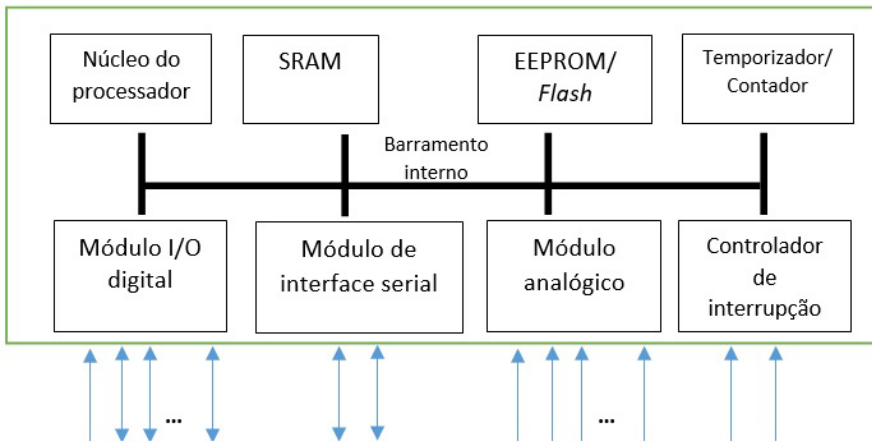 Núcleo do
processador
SRAM
EEPROM/
Flash
Temporizador/
Contador
Barramento
interno
Módulo I/O
digital
Módulo de
interface serial
Módulo
analógico
Controlador
de
interrupção
...
...